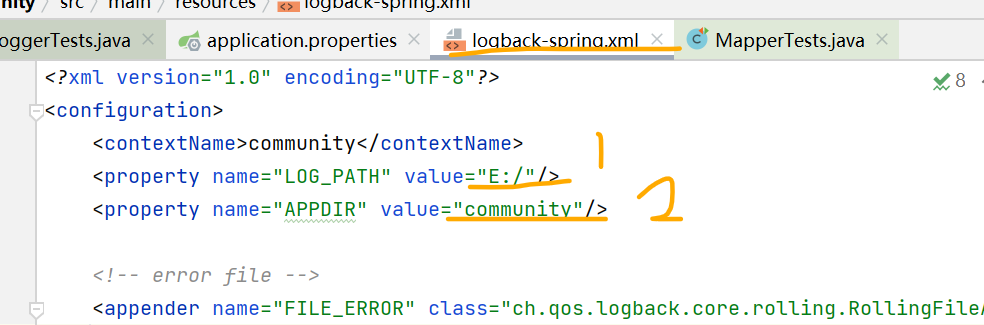 nity / src / main / resources / logback-spring.xml
oggerTests.java × application.properties × logback-spring.xml × MapperTests.java ×
<?xml version="1.0" encoding="UTF-8"?> 8
<configuration>
<contextName>community</contextName> 1
<property name="LOG_PATH" value="E:/"/>
<property name="APPDIR" value="community"/> 2
<!-- error file -->
<appender name="FILE_ERROR" class="ch.qos.logback.core.rolling.RollingFileA